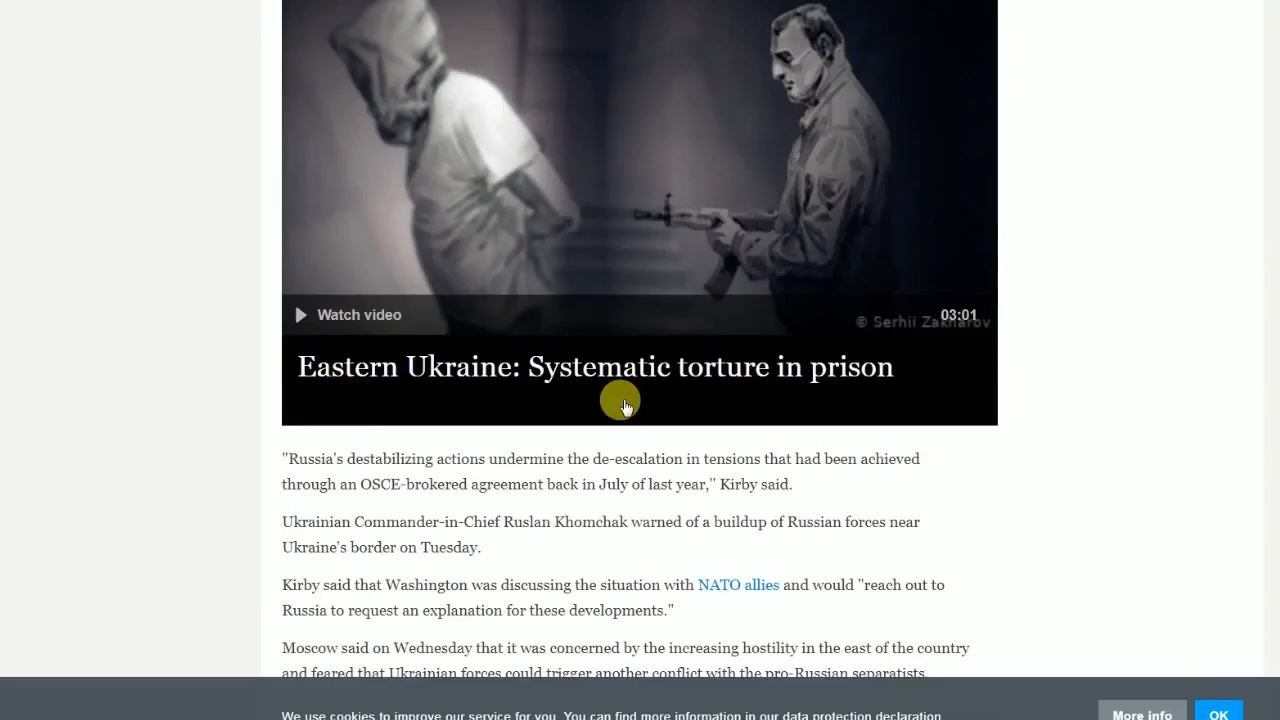 Watch video
03:01
© Serhii Zakharov
Eastern Ukraine: Systematic torture in prison
"Russia's destabilizing actions undermine the de-escalation in tensions that had been achieved
through an OSCE-brokered agreement back in July of last year," Kirby said.
Ukrainian Commander-in-Chief Ruslan Khomchak warned of a buildup of Russian forces near
Ukraine's border on Tuesday.
Kirby said that Washington was discussing the situation with NATO allies and would "reach out to
Russia to request an explanation for these developments."
Moscow said on Wednesday that it was concerned by the increasing hostility in the east of the country
and feared that Ukrainian forces could trigger another conflict with the pro-Russian separatists.
We use cookies to improve our service for you. You can find more information in our data protection declaration.
More info
OK